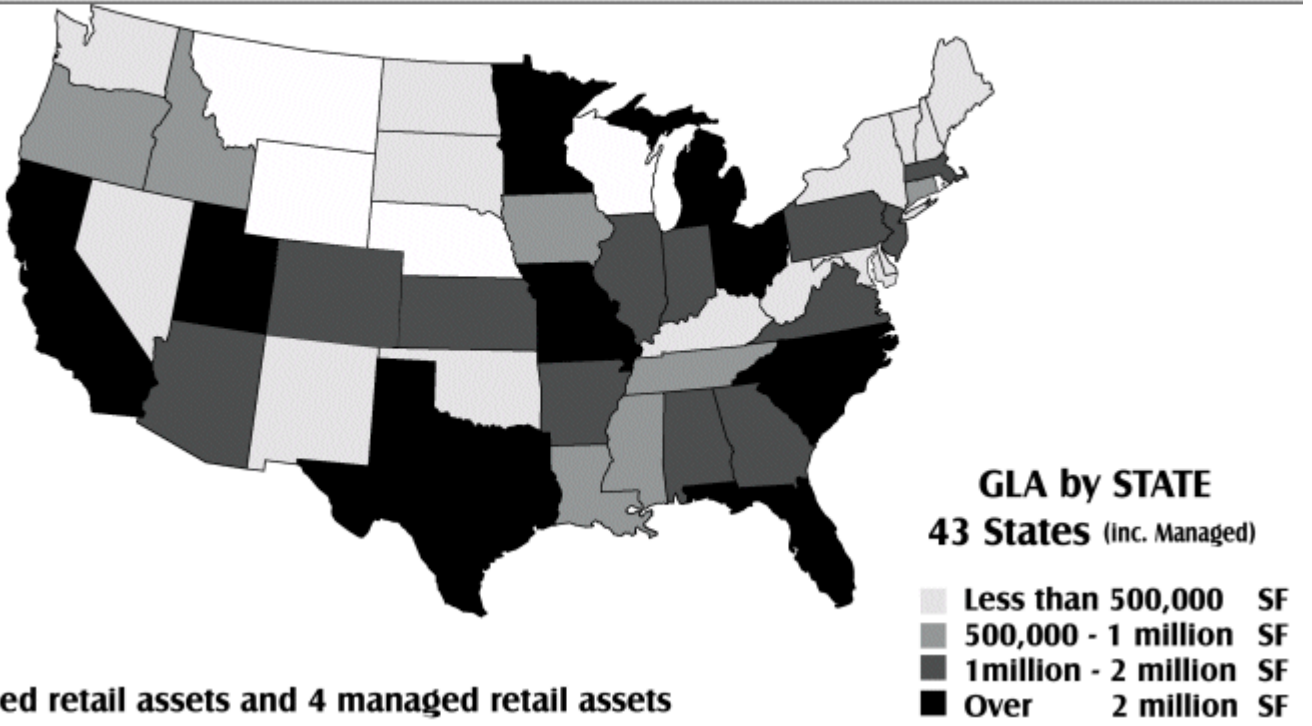 GLA by STATE
43 States (inc. Managed)
Less than 500,000 SF
500,000 - 1 million SF
1million - 2 million SF
Over 2 million SF
ed retail assets and 4 managed retail assets